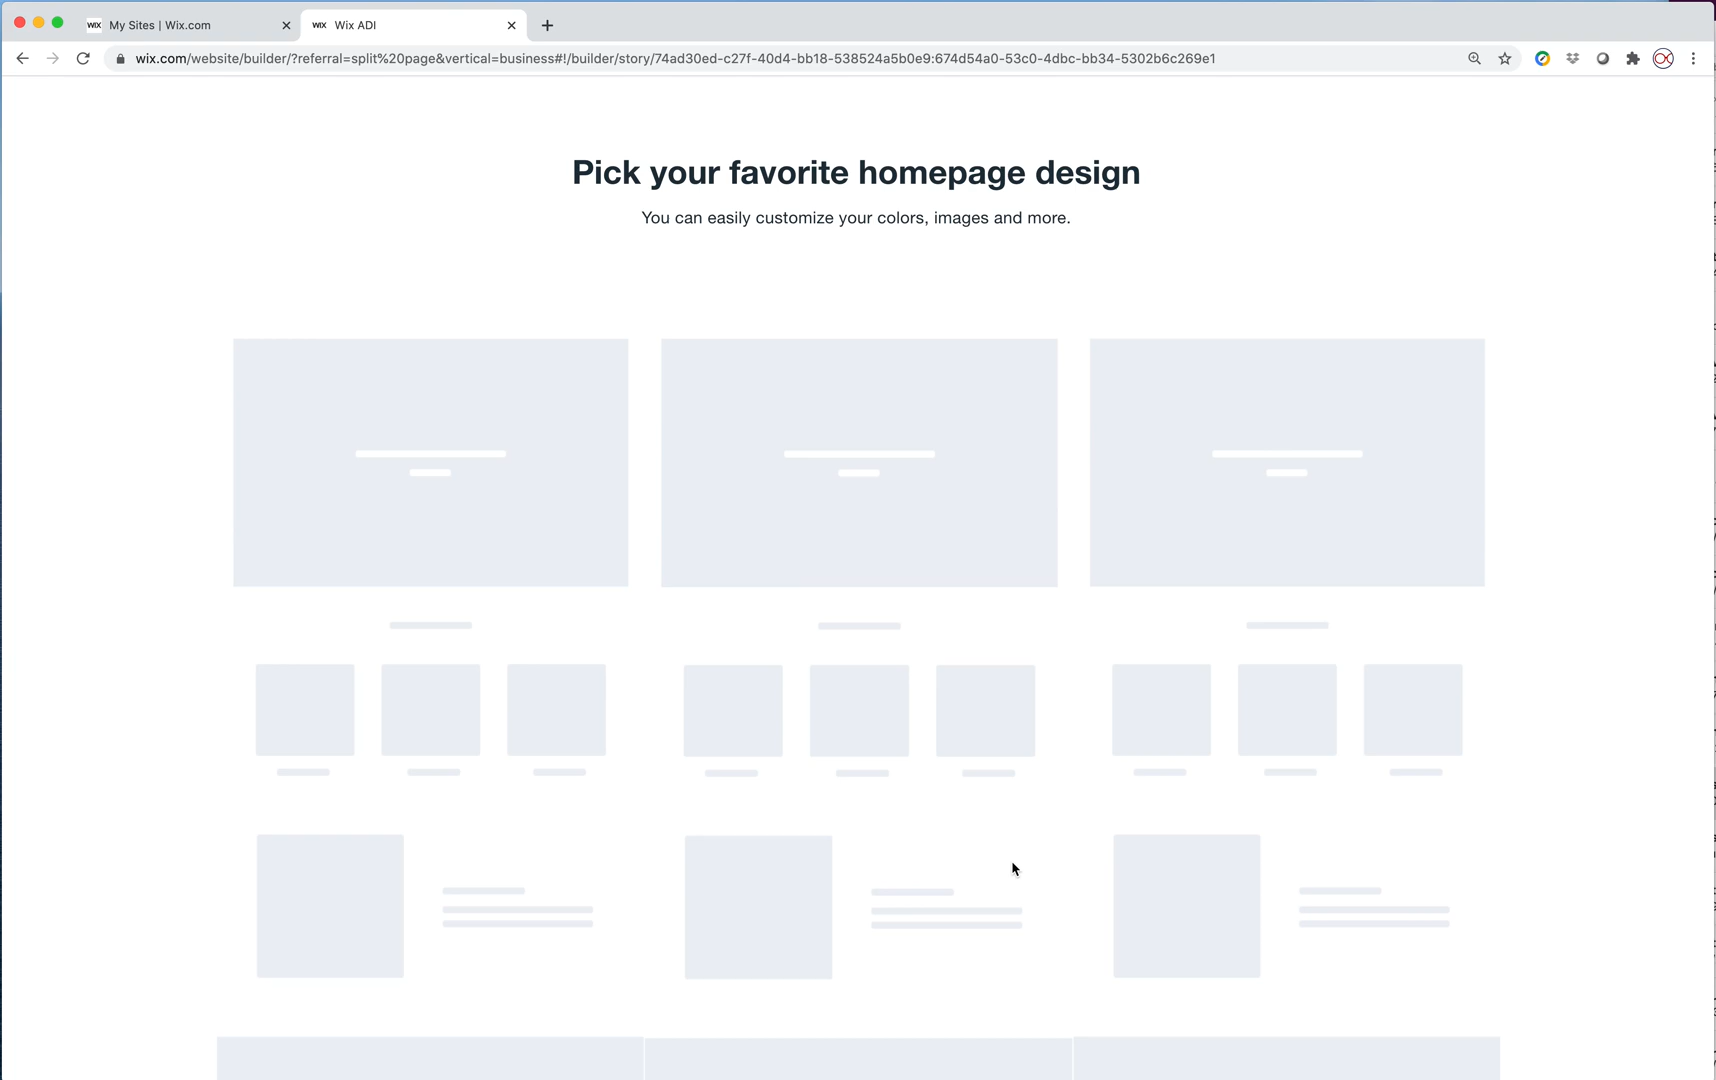 WIX My Sites | Wix.com
WIX Wix ADI
wix.com/website/builder/?referral=split%20page&vertical=business#!/builder/story/74ad30ed-c27f-40d4-bb18-538524a5b0e9:674d54a0-53c0-4dbc-bb34-5302b6c269e1
Pick your favorite homepage design
You can easily customize your colors, images and more.